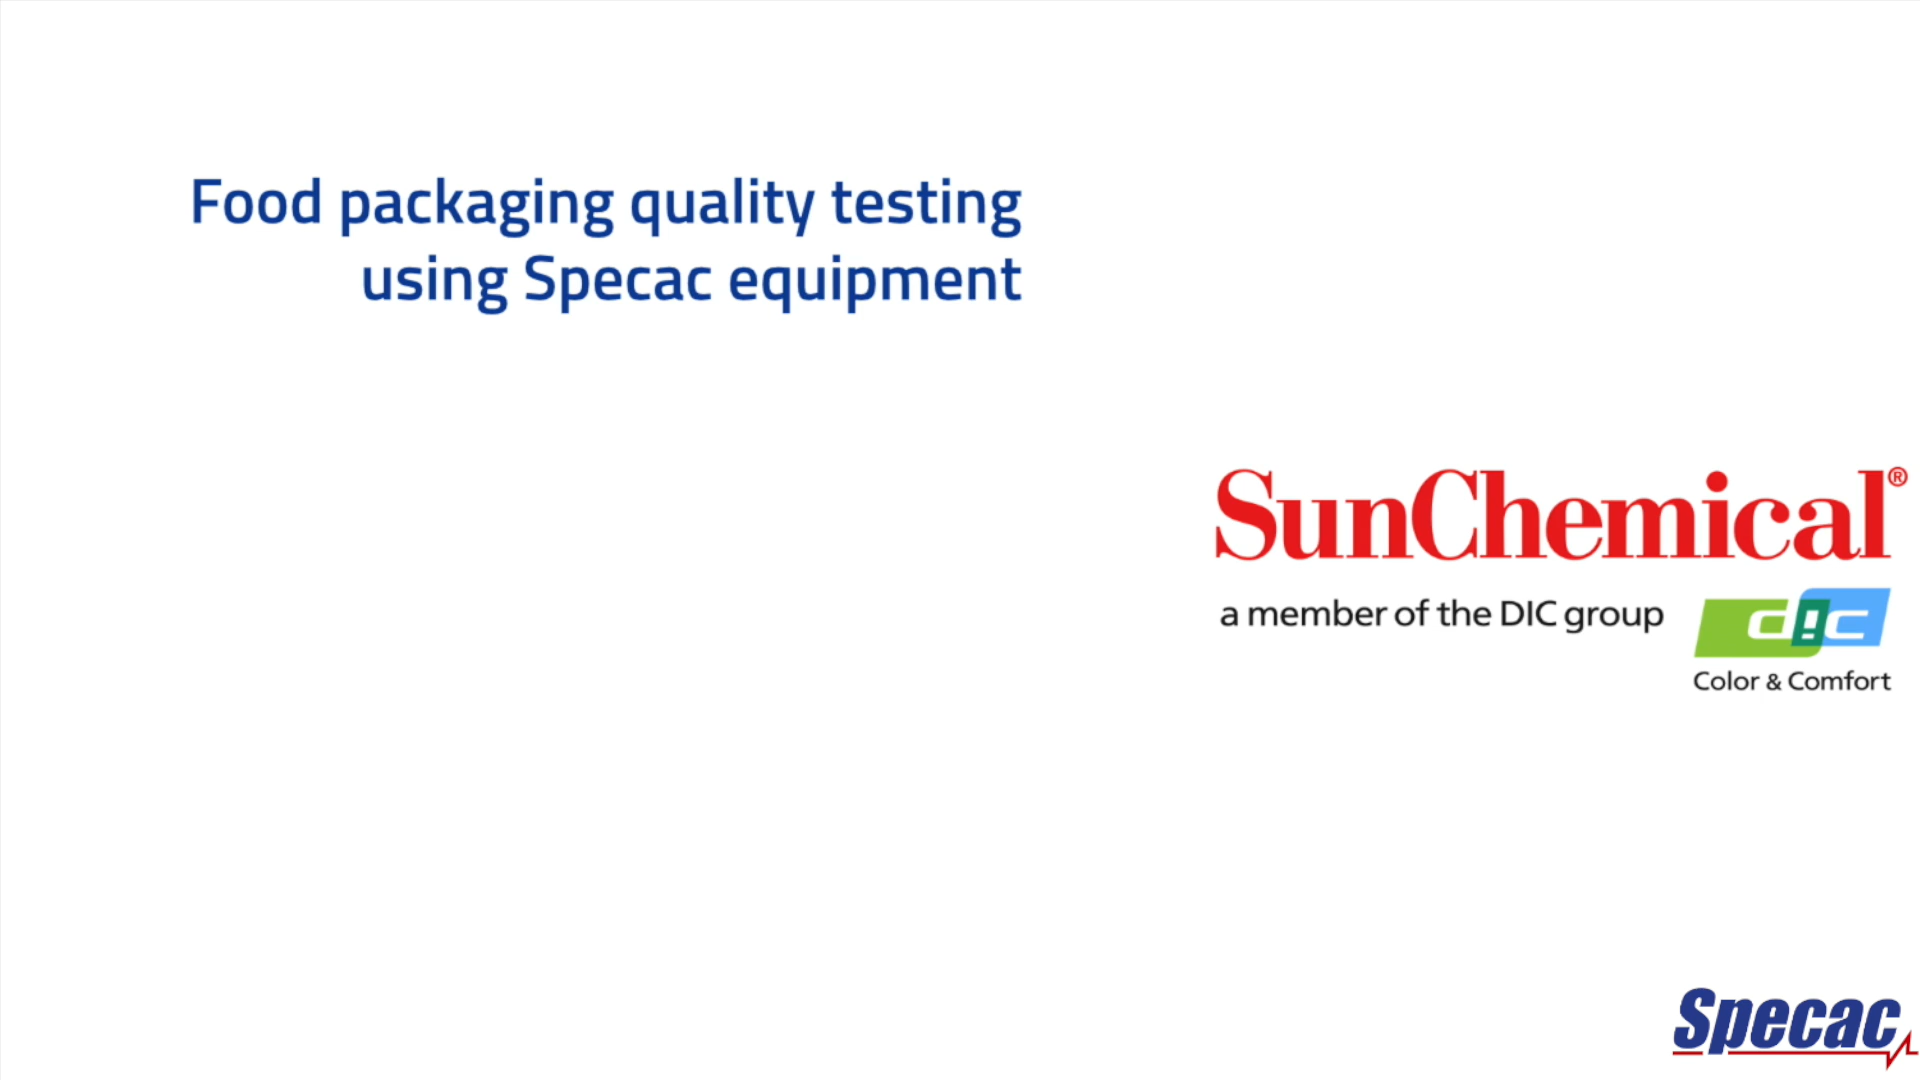 Food packaging quality testing
using Specac equipment
SunChemical®
a member of the DIC group
dic
Color & Comfort
Specac